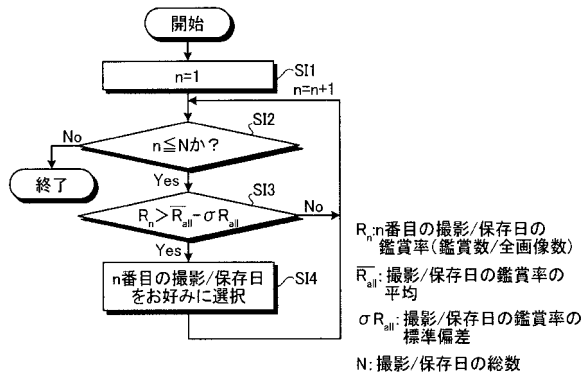 開始
n=1
SI1
n=n+1
SI2
n≦Nか?
No
Yes
終了
SI3
Rn>R̅all-σRall
No
Yes
n番目の撮影/保存日
をお好みに選択
SI4
Rn:n番目の撮影/保存日の
鑑賞率(鑑賞数/全画像数)
R̅all:撮影/保存日の鑑賞率の
平均
σRall:撮影/保存日の鑑賞率の
標準偏差
N:撮影/保存日の総数